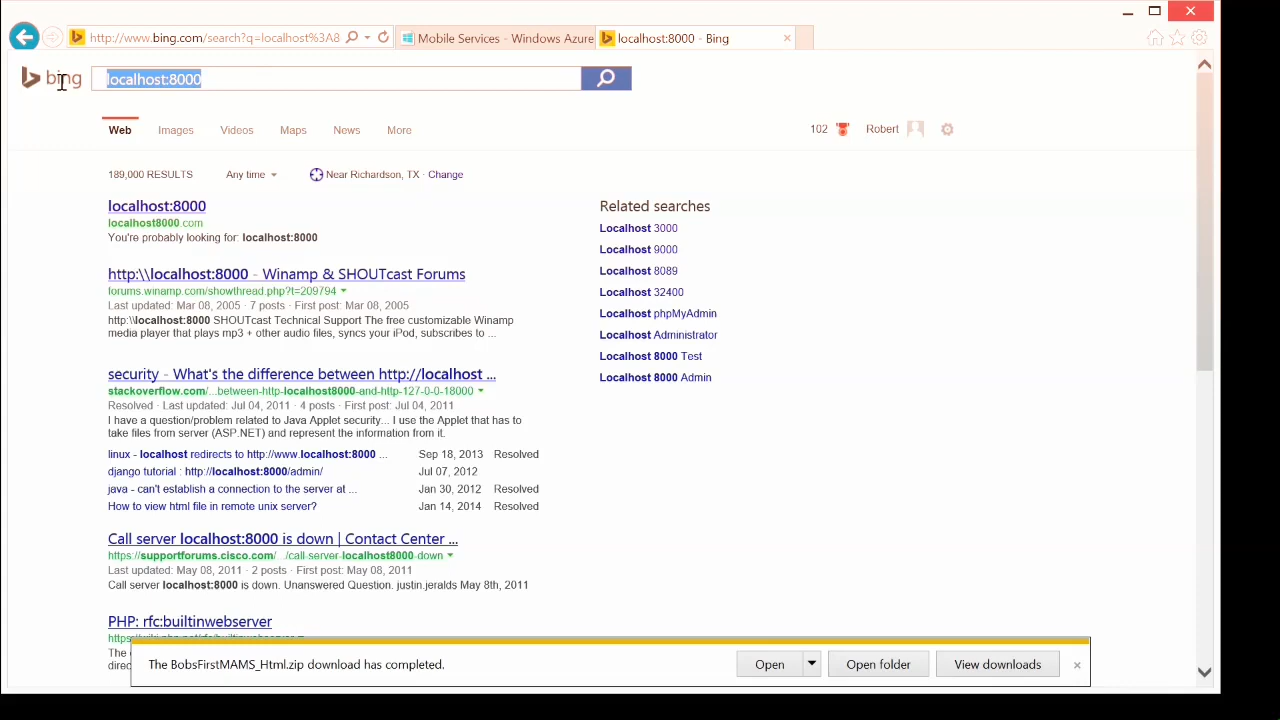 http://www.bing.com/search?q=localhost%3A8
Mobile Services - Windows Azure
localhost:8000 - Bing
bing
localhost:8000
Web Images Videos Maps News More
102 Robert
189,000 RESULTS Any time Near Richardson, TX · Change
localhost:8000
localhost8000.com
You're probably looking for: localhost:8000
http:\\localhost:8000 - Winamp & SHOUTcast Forums
forums.winamp.com/showthread.php?t=209794
Last updated: Mar 08, 2005 · 7 posts · First post: Mar 08, 2005
http:\\localhost:8000 SHOUTcast Technical Support The free customizable Winamp
media player that plays mp3 + other audio files, syncs your iPod, subscribes to ...
security - What's the difference between http://localhost ...
stackoverflow.com/...between-http-localhost8000-and-http-127-0-0-18000
Resolved · Last updated: Jul 04, 2011 · 4 posts · First post: Jul 04, 2011
I have a question/problem related to Java Applet security... I use the Applet that has to
take files from server (ASP.NET) and represent the information from it.
linux - localhost redirects to http://www.localhost:8000 ... Sep 18, 2013 Resolved
django tutorial : http://localhost:8000/admin/ Jul 07, 2012
java - can't establish a connection to the server at ... Jan 30, 2012 Resolved
How to view html file in remote unix server? Jan 14, 2014 Resolved
Call server localhost:8000 is down | Contact Center ...
https://supportforums.cisco.com/.../call-server-localhost8000-down
Last updated: May 08, 2011 · 2 posts · First post: May 08, 2011
Call server localhost:8000 is down. Unanswered Question. justin.jeralds May 8th, 2011
PHP: rfc:builtinwebserver
https://wiki.php.net/rfc/builtinwebserver
Related searches
Localhost 3000
Localhost 9000
Localhost 8089
Localhost 32400
Localhost phpMyAdmin
Localhost Administrator
Localhost 8000 Test
Localhost 8000 Admin
The BobsFirstMAMS_Html.zip download has completed.
Open
Open folder
View downloads